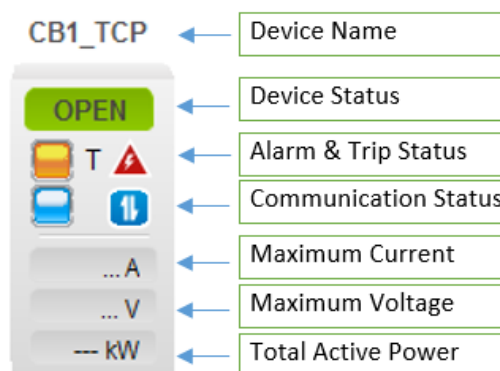 CB1_TCP Device Name
OPEN Device Status
T Alarm & Trip Status
Communication Status
... A Maximum Current
... V Maximum Voltage
--- kW Total Active Power